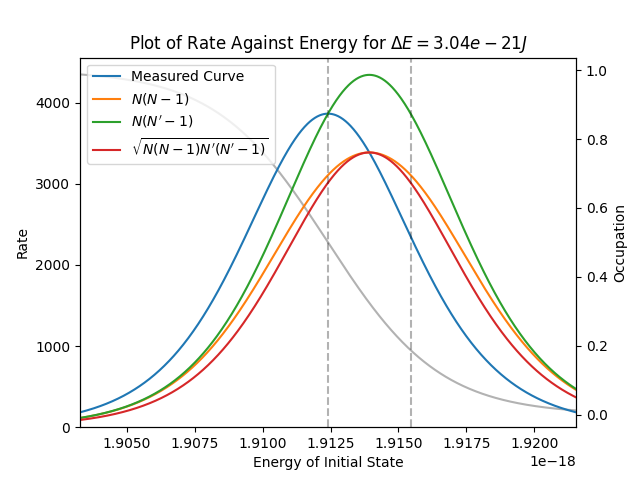 Plot of Rate Against Energy for ΔE = 3.04e − 21J
Measured Curve
N(N − 1)
N(N′ − 1)
√N(N − 1)N′(N′ − 1)
4000
3000
2000
1000
0
Rate
1.0
0.8
0.6
0.4
0.2
0.0
Occupation
1.9050 1.9075 1.9100 1.9125 1.9150 1.9175 1.9200
1e−18
Energy of Initial State